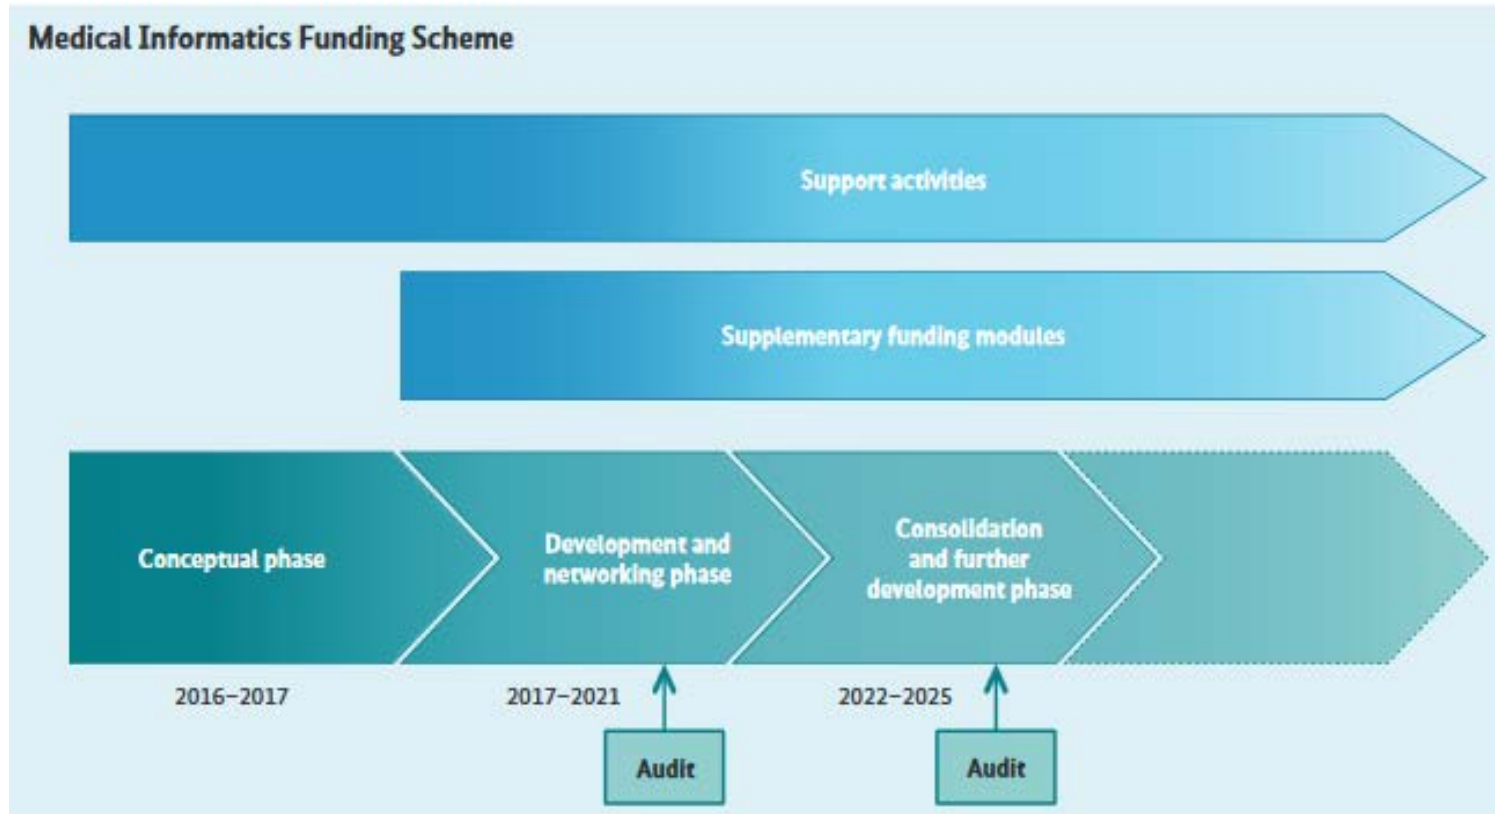 Medical Informatics Funding Scheme
Support activities
Supplementary funding modules
Conceptual phase
Development and
networking phase
Consolidation
and further
development phase
2016–2017
2017–2021
2022–2025
Audit
Audit